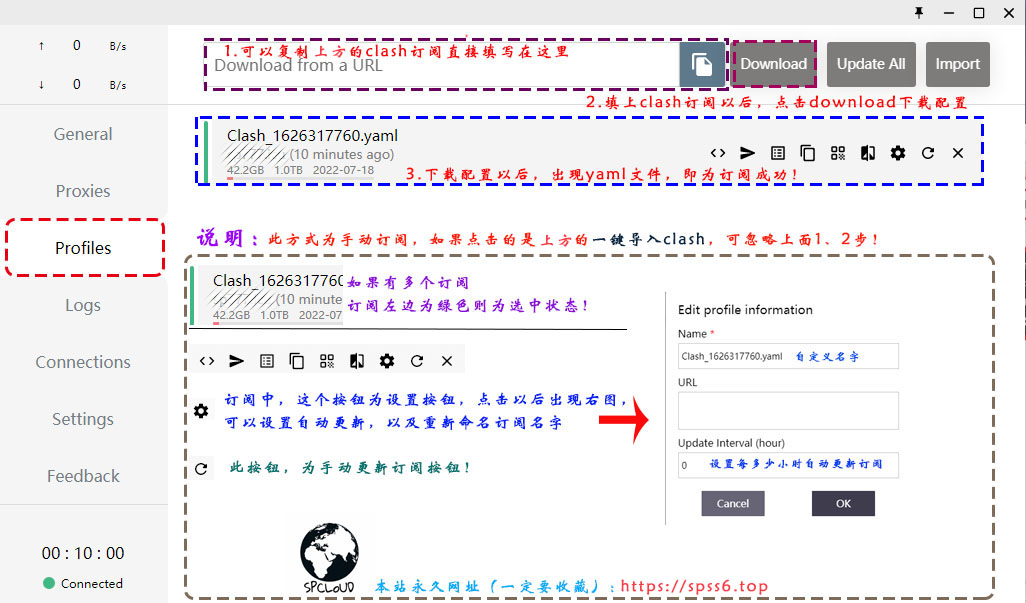 ↑ 0 B/s
↓ 0 B/s
General
Proxies
Profiles
Logs
Connections
Settings
Feedback
00 : 10 : 00
Connected
1.可以复制上方的clash订阅直接填写在这里
Download from a URL
Download
Update All
Import
2.填上clash订阅以后，点击download下载配置
Clash_1626317760.yaml
(10 minutes ago)
42.2GB 1.0TB 2022-07-18
3.下载配置以后，出现yaml文件，即为订阅成功！
说明：此方式为手动订阅，如果点击的是上方的一键导入clash，可忽略上面1、2步！
Clash_1626317760
(10 minute
42.2GB 1.0TB 2022-07
如果有多个订阅
订阅左边为绿色则为选中状态！
订阅中，这个按钮为设置按钮，点击以后出现右图，
可以设置自动更新，以及重新命名订阅名字
此按钮，为手动更新订阅按钮！
Edit profile information
Name *
Clash_1626317760.yaml 自定义名字
URL
Update Interval (hour)
0 设置每多少小时自动更新订阅
Cancel
OK
SPCLOUD
本站永久网址（一定要收藏）：https://spss6.top